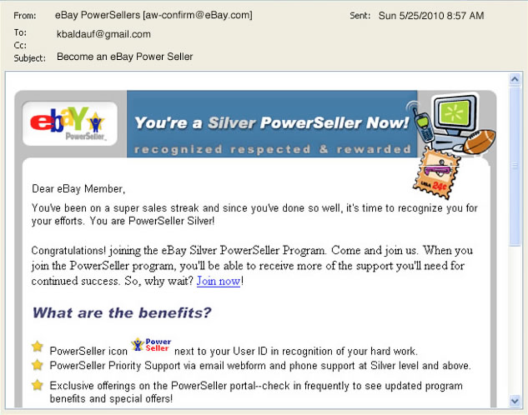 From: eBay PowerSellers [aw-confirm@eBay.com] Sent: Sun 5/25/2010 8:57 AM
To: kbaldauf@gmail.com
Cc:
Subject: Become an eBay Power Seller
ebay PowerSeller
You're a Silver PowerSeller Now!
recognized respected & rewarded
USA 84¢
Dear eBay Member,
You've been on a super sales streak and since you've done so well, it's time to recognize you for
your efforts. You are PowerSeller Silver!
Congratulations! joining the eBay Silver PowerSeller Program. Come and join us. When you
join the PowerSeller program, you'll be able to receive more of the support you'll need for
continued success. So, why wait? Join now!
What are the benefits?
PowerSeller icon Power Seller next to your User ID in recognition of your hard work.
PowerSeller Priority Support via email webform and phone support at Silver level and above.
Exclusive offerings on the PowerSeller portal--check in frequently to see updated program
benefits and special offers!